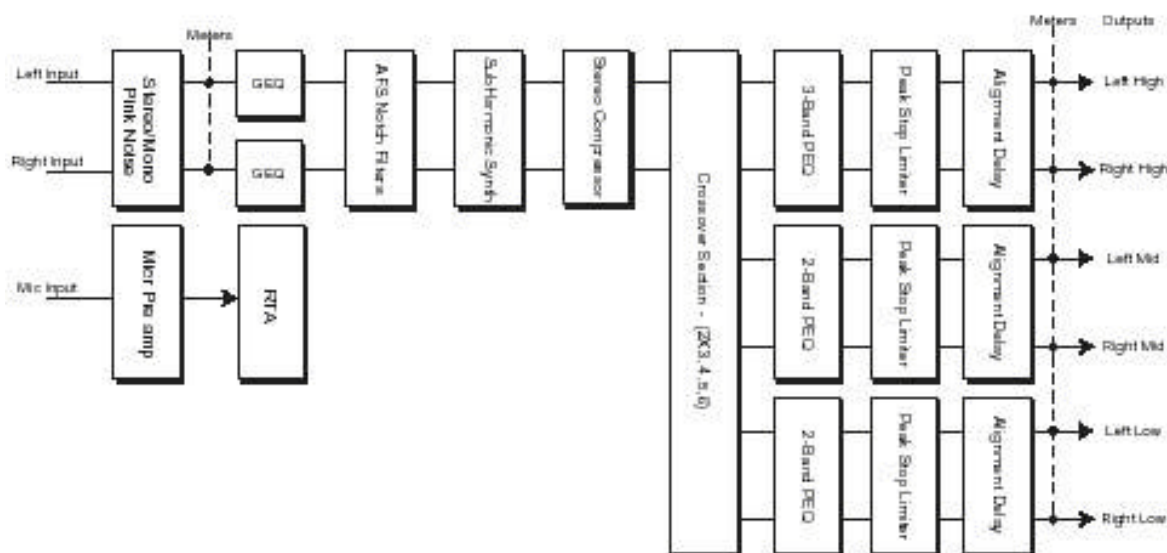 Meters
Outputs
Meters
Left Input
Right Input
Mic Input
Stereo/Mono
Pink Noise
GEQ
GEQ
AFS Notch Filters
SubHarmonic Synth
Stereo Compressor
Micr Pre amp
RTA
Crossover Section - (2X3,4,5,6)
3-Band PEQ
Peak Stop Limiter
Alignment Delay
2-Band PEQ
Peak Stop Limiter
Alignment Delay
2-Band PEQ
Peak Stop Limiter
Alignment Delay
Left High
Right High
Left Mid
Right Mid
Left Low
Right Low